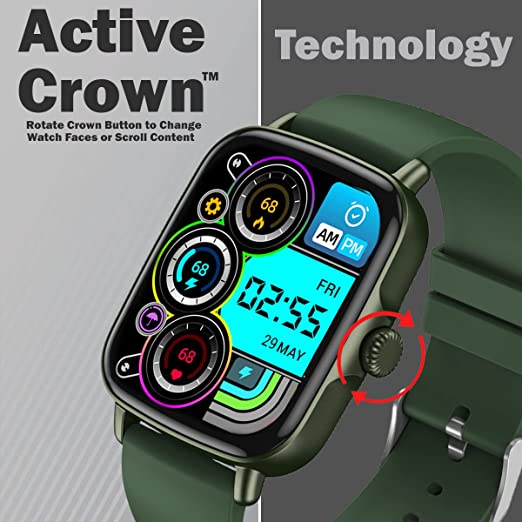 Active
Crown™
Rotate Crown Button to Change
Watch Faces or Scroll Content
Technology
68
AM PM
68
FRI
02:55
29 MAY
68